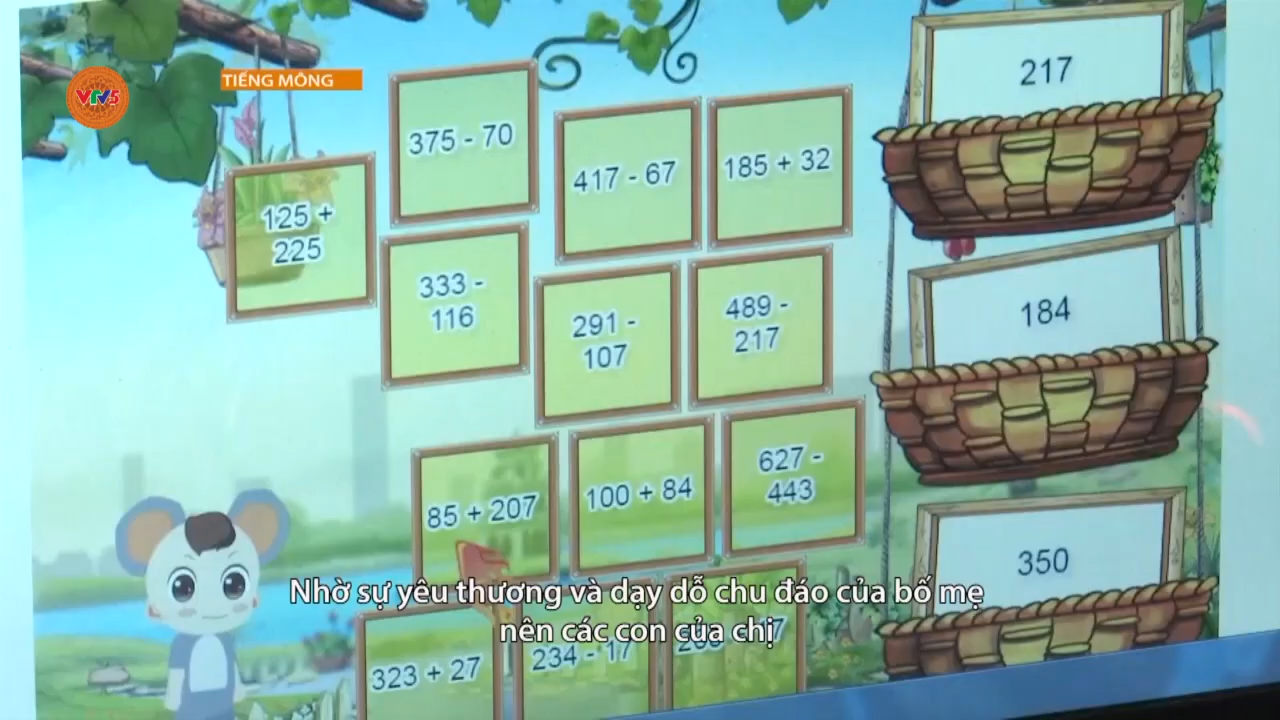 VTV5
TIẾNG MÔNG
375 - 70
417 - 67
185 + 32
217
125 +
225
333 -
116
291 -
107
489 -
217
184
85 + 207
100 + 84
627 -
443
350
323 + 27
234 - 17
Nhờ sự yêu thương và dạy dỗ chu đáo của bố mẹ
nên các con của chị